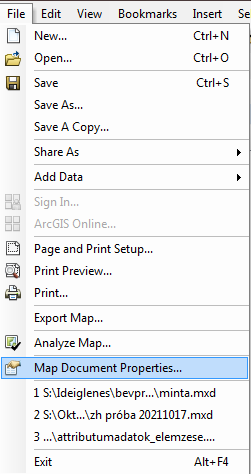 File Edit View Bookmarks Insert Se
New... Ctrl+N
Open... Ctrl+O
Save Ctrl+S
Save As...
Save A Copy...
Share As
Add Data
Sign In...
ArcGIS Online...
Page and Print Setup...
Print Preview...
Print...
Export Map...
Analyze Map...
Map Document Properties...
1 S:\Ideiglenes\bevpr...\minta.mxd
2 S:\Okt...\zh próba 20211017.mxd
3 ...\attributumadatok_elemzese....
Exit Alt+F4